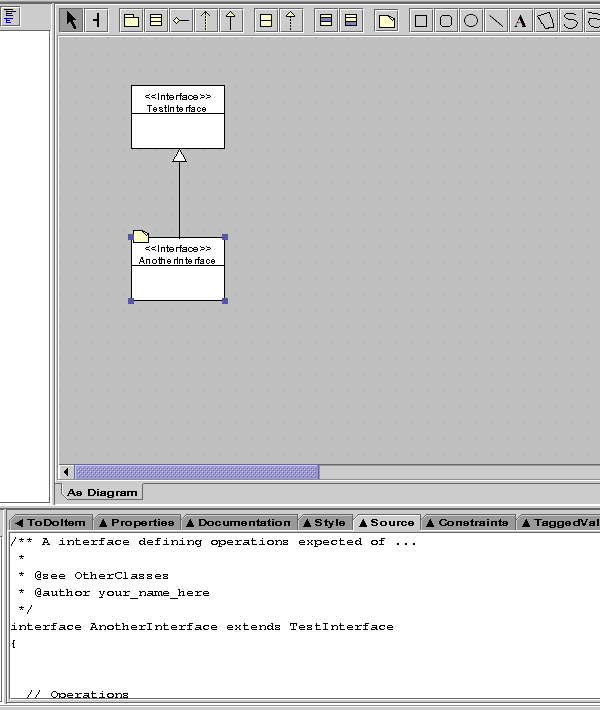 A
<<Interface>>
TestInterface
<<Interface>>
AnotherInterface
As Diagram
ToDoItem Properties Documentation Style Source Constraints TaggedVal
/** A interface defining operations expected of ...
*
* @see OtherClasses
* @author your_name_here
*/
interface AnotherInterface extends TestInterface
{
// Operations